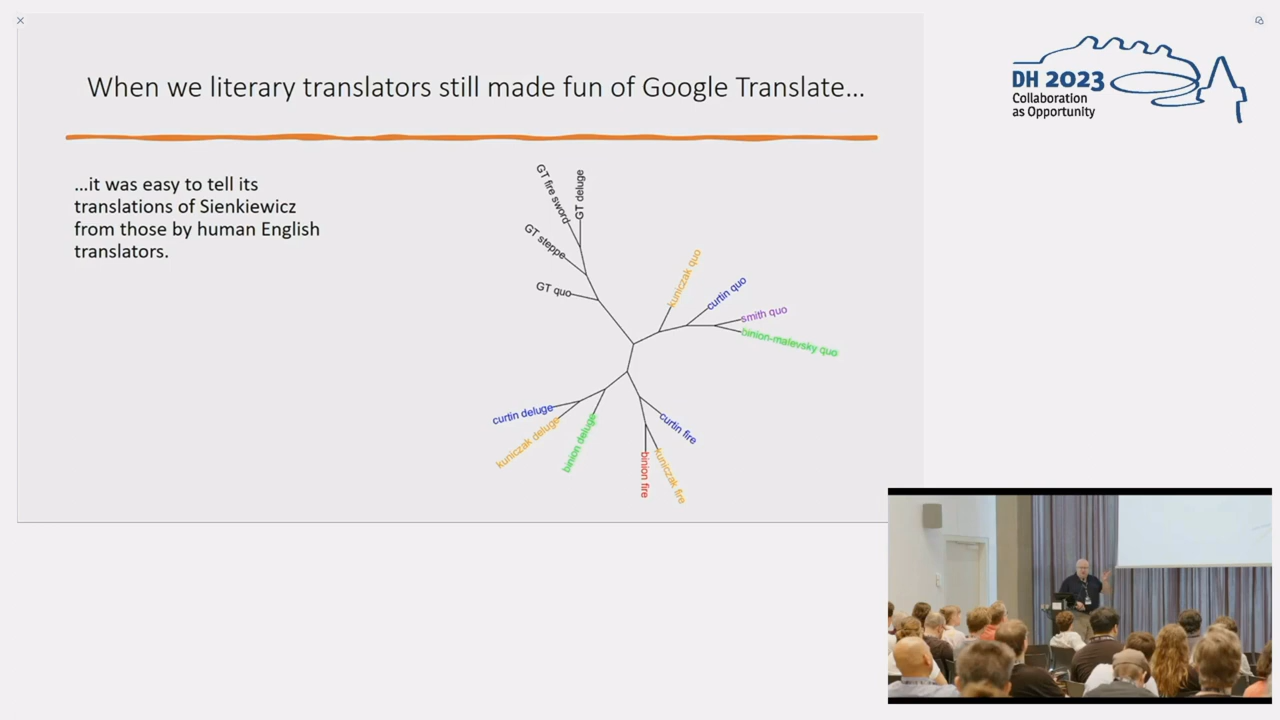 When we literary translators still made fun of Google Translate...
...it was easy to tell its
translations of Sienkiewicz
from those by human English
translators.
GT fire sword
GT deluge
GT steppe
GT quo
kuniczak quo
curtin quo
smith quo
binion-malevsky quo
curtin deluge
kuniczak deluge
binion deluge
curtin fire
binion fire
kuniczak fire
DH 2023
Collaboration
as Opportunity